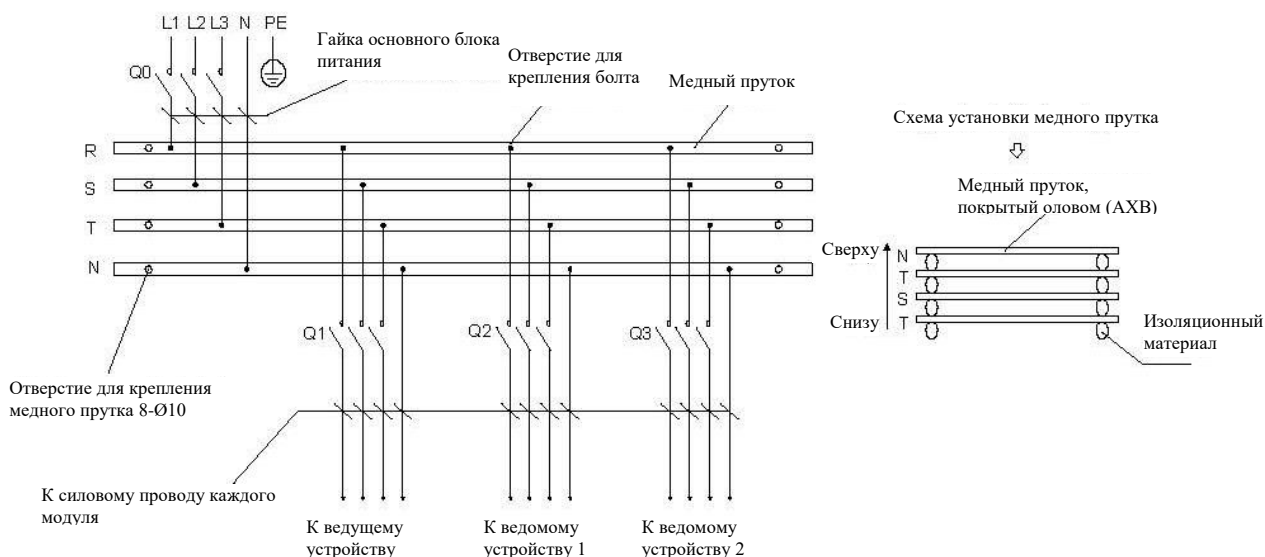 L1 L2 L3 N PE
Q0
Гайка основного блока
питания
Отверстие для
крепления болта
Медный пруток
R
S
T
N
Q1
Q2
Q3
Отверстие для крепления
медного прутка 8-Ø10
К силовому проводу каждого
модуля
К ведущему
устройству
К ведомому
устройству 1
К ведомому
устройству 2
Схема установки медного прутка
Медный пруток,
покрытый оловом (AXB)
Сверху
N
T
S
Снизу T
Изоляционный
материал